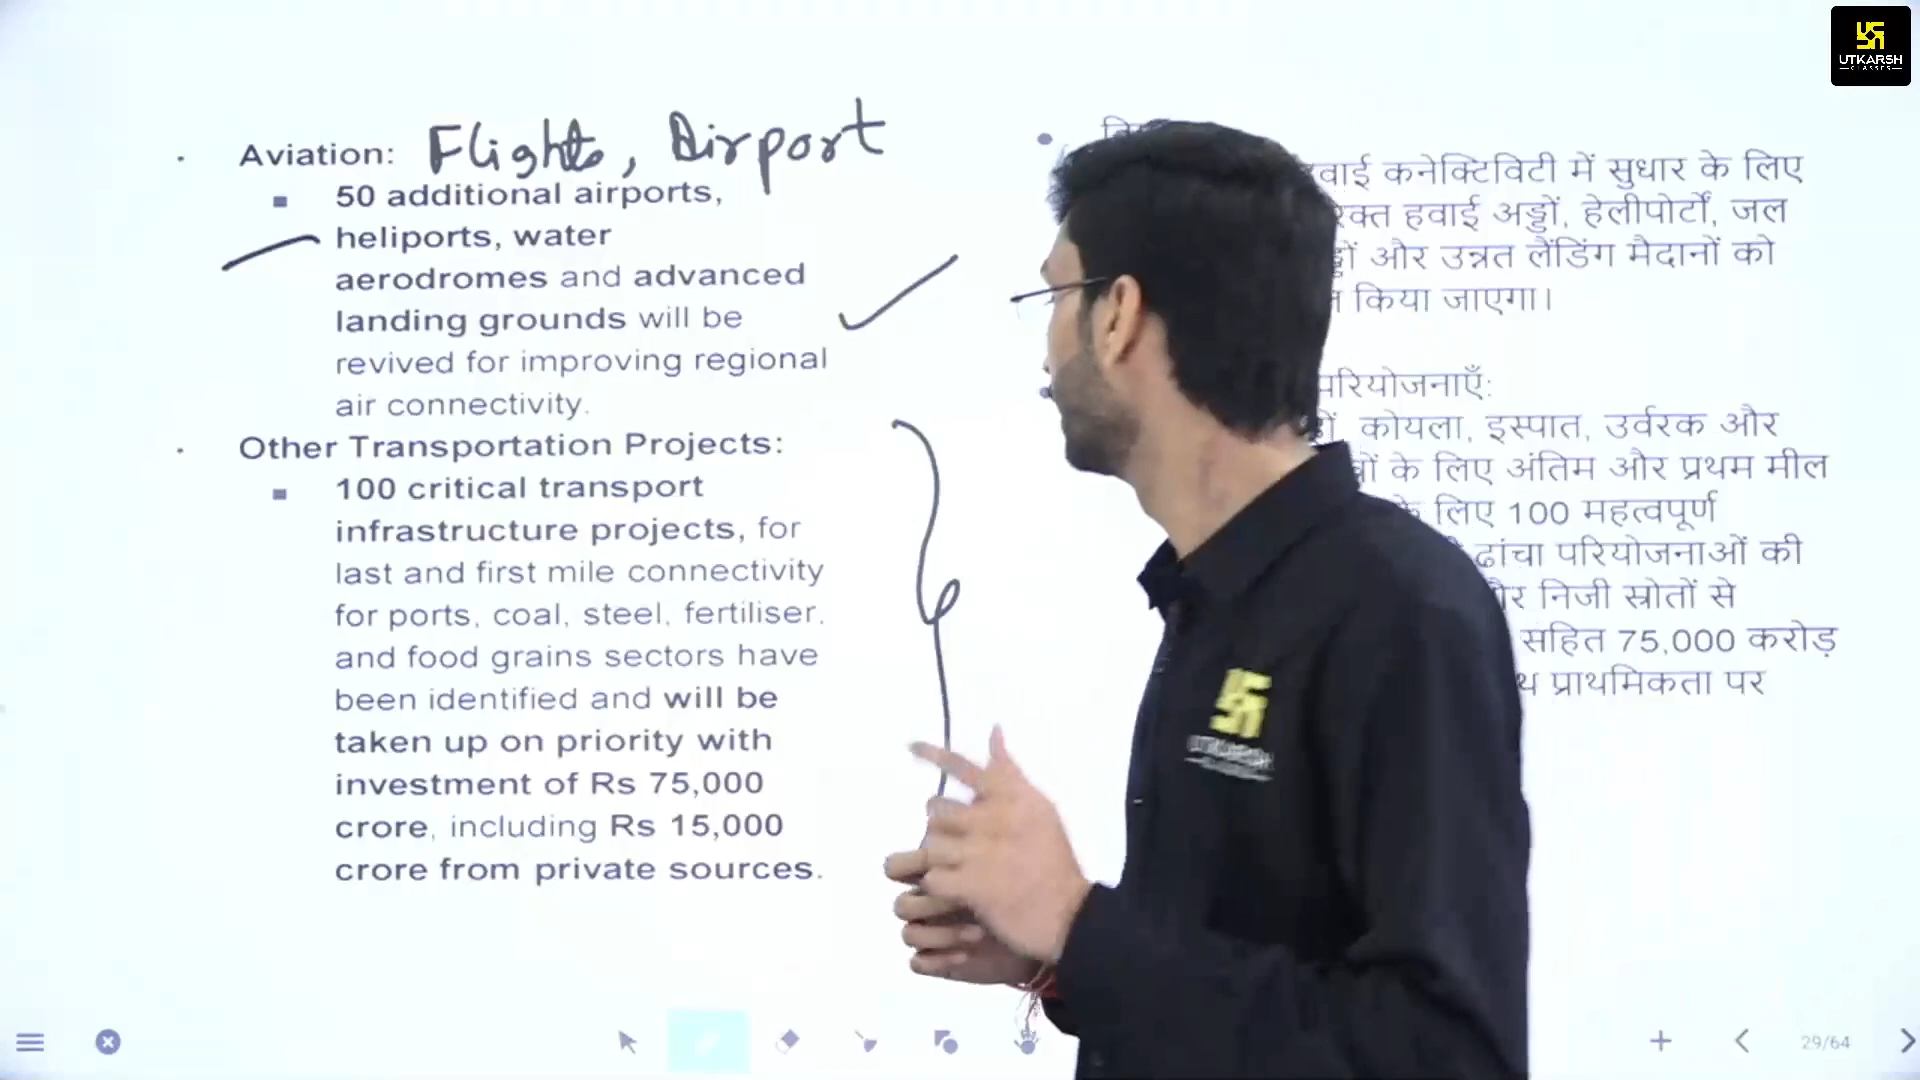 UTKARSH
CLASSES
Aviation: Flights, Airport
50 additional airports,
heliports, water
aerodromes and advanced
landing grounds will be
revived for improving regional
air connectivity.
Other Transportation Projects:
100 critical transport
infrastructure projects, for
last and first mile connectivity
for ports, coal, steel, fertiliser,
and food grains sectors have
been identified and will be
taken up on priority with
investment of Rs 75,000
crore, including Rs 15,000
crore from private sources.
कनेक्टिविटी में सुधार के लिए
हवाई अड्डों, हेलीपोर्टों, जल
और उन्नत लैंडिंग मैदानों को
किया जाएगा।
परियोजनाएँ:
कोयला, इस्पात, उर्वरक और
के लिए अंतिम और प्रथम मील
लिए 100 महत्वपूर्ण
ढांचा परियोजनाओं की
निजी स्रोतों से
सहित 75,000 करोड़
प्राथमिकता पर
29/64